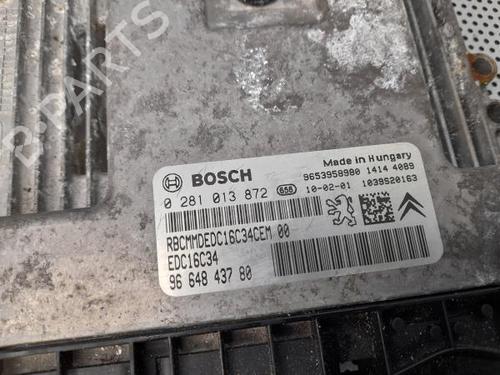 B-PARTS
BOSCH
Made in Hungary
9653958980 1414 4089
0 281 013 872 658 10-02-01 1039S20163
RBCMMDEDC16C34CEM 00
EDC16C34
96 648 437 80